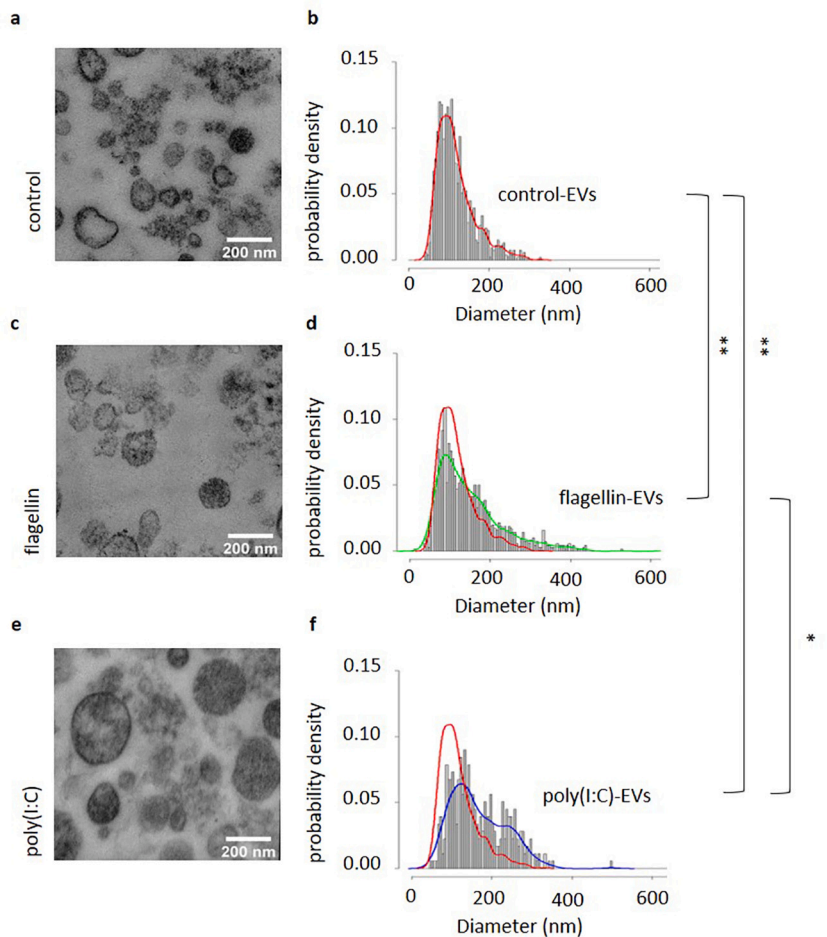 a
b
control
200 nm
probability density
0.15
0.10
0.05
0.00
control-EVs
0
200
400
600
Diameter (nm)
**
**
c
d
flagellin
200 nm
probability density
0.15
0.10
0.05
0.00
flagellin-EVs
0
200
400
600
Diameter (nm)
*
e
f
poly(I:C)
200 nm
probability density
0.15
0.10
0.05
0.00
poly(I:C)-EVs
0
200
400
600
Diameter (nm)